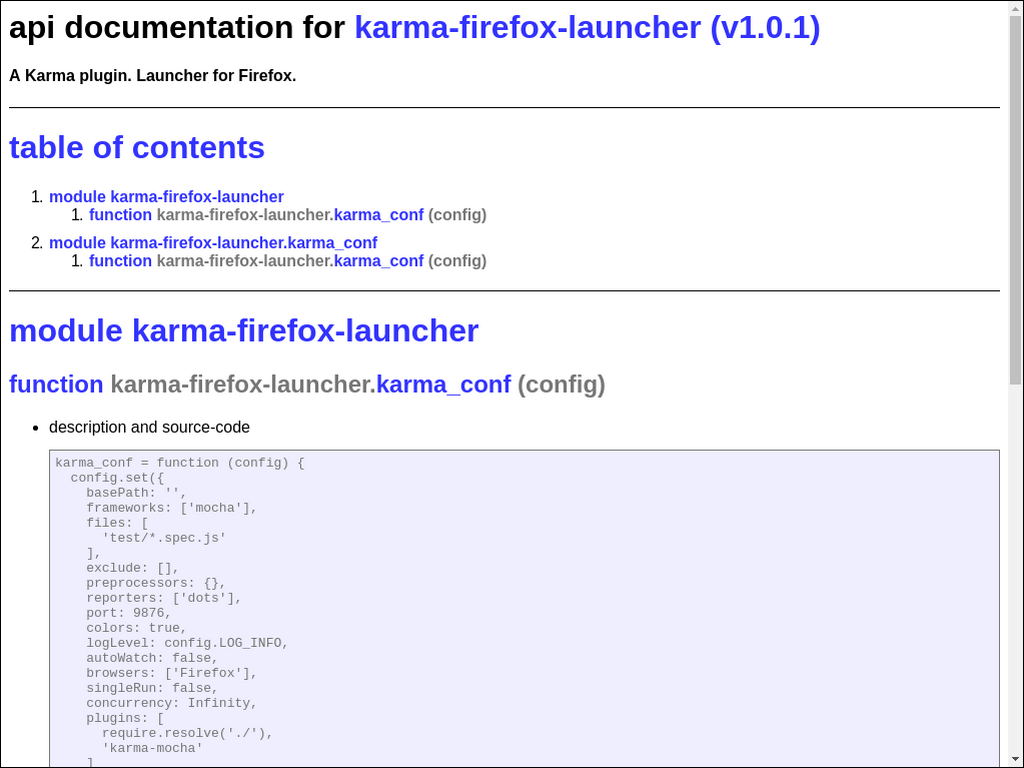 api documentation for karma-firefox-launcher (v1.0.1)
A Karma plugin. Launcher for Firefox.
table of contents
1. module karma-firefox-launcher
1. function karma-firefox-launcher.karma_conf (config)
2. module karma-firefox-launcher.karma_conf
1. function karma-firefox-launcher.karma_conf (config)
module karma-firefox-launcher
function karma-firefox-launcher.karma_conf (config)
• description and source-code
karma_conf = function (config) {
  config.set({
    basePath: '',
    frameworks: ['mocha'],
    files: [
      'test/*.spec.js'
    ],
    exclude: [],
    preprocessors: {},
    reporters: ['dots'],
    port: 9876,
    colors: true,
    logLevel: config.LOG_INFO,
    autoWatch: false,
    browsers: ['Firefox'],
    singleRun: false,
    concurrency: Infinity,
    plugins: [
      require.resolve('./'),
      'karma-mocha'
    ]